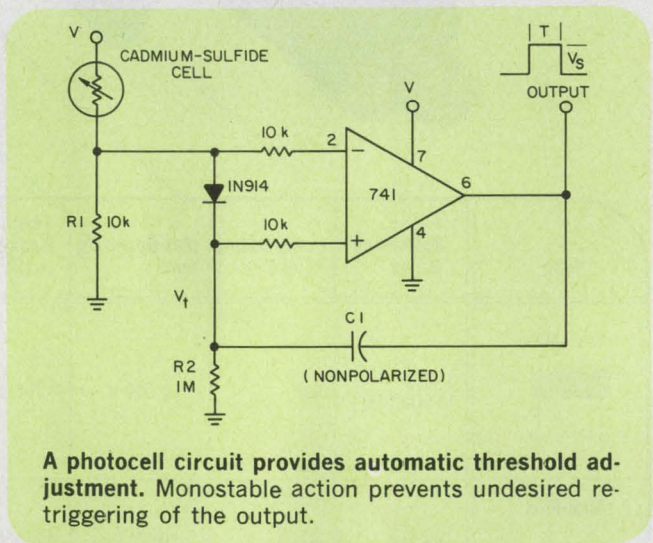 V
CADMIUM-SULFIDE
CELL
T
VS
OUTPUT
V
10 k
2
−
7
IN914
741
6
R1 10k
10k
+
4
Vt
C1
(NONPOLARIZED)
R2
1M
A photocell circuit provides automatic threshold ad-
justment. Monostable action prevents undesired re-
triggering of the output.